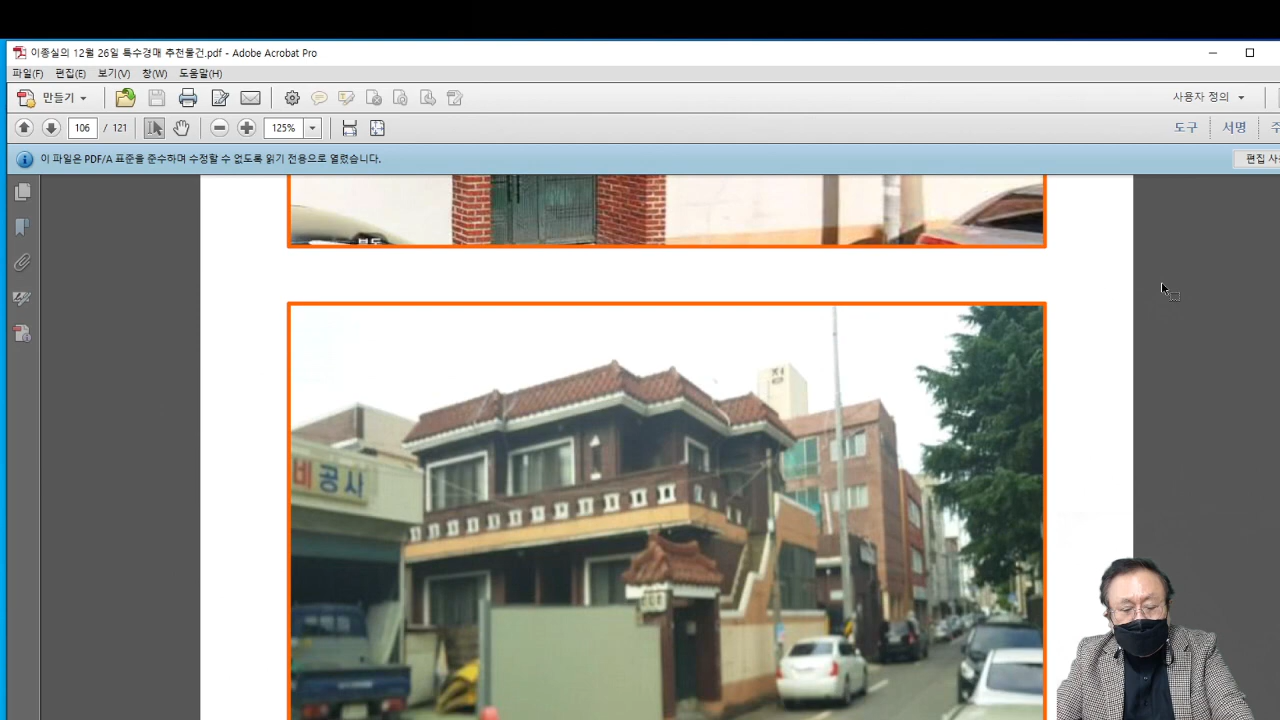 이종실의 12월 26일 특수경매 추천물건.pdf - Adobe Acrobat Pro
파일(F) 편집(E) 보기(V) 창(W) 도움말(H)
만들기
사용자 정의
106 / 121
125%
도구
서명
이 파일은 PDF/A 표준을 준수하며 수정할 수 없도록 읽기 전용으로 열렸습니다.
편집 사
비공사